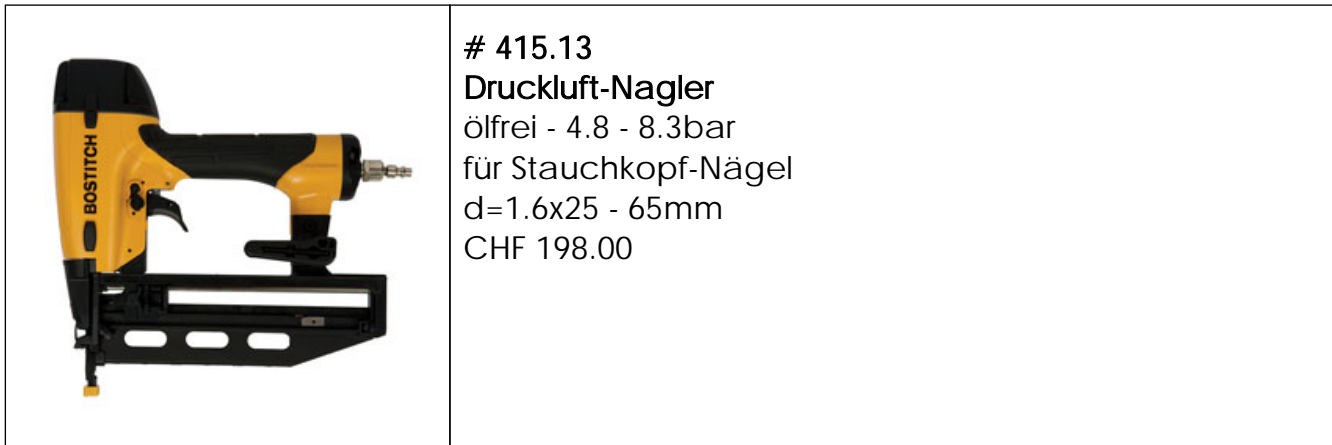 BOSTITCH
# 415.13
Druckluft-Nagler
ölfrei - 4.8 - 8.3bar
für Stauchkopf-Nägel
d=1.6x25 - 65mm
CHF 198.00